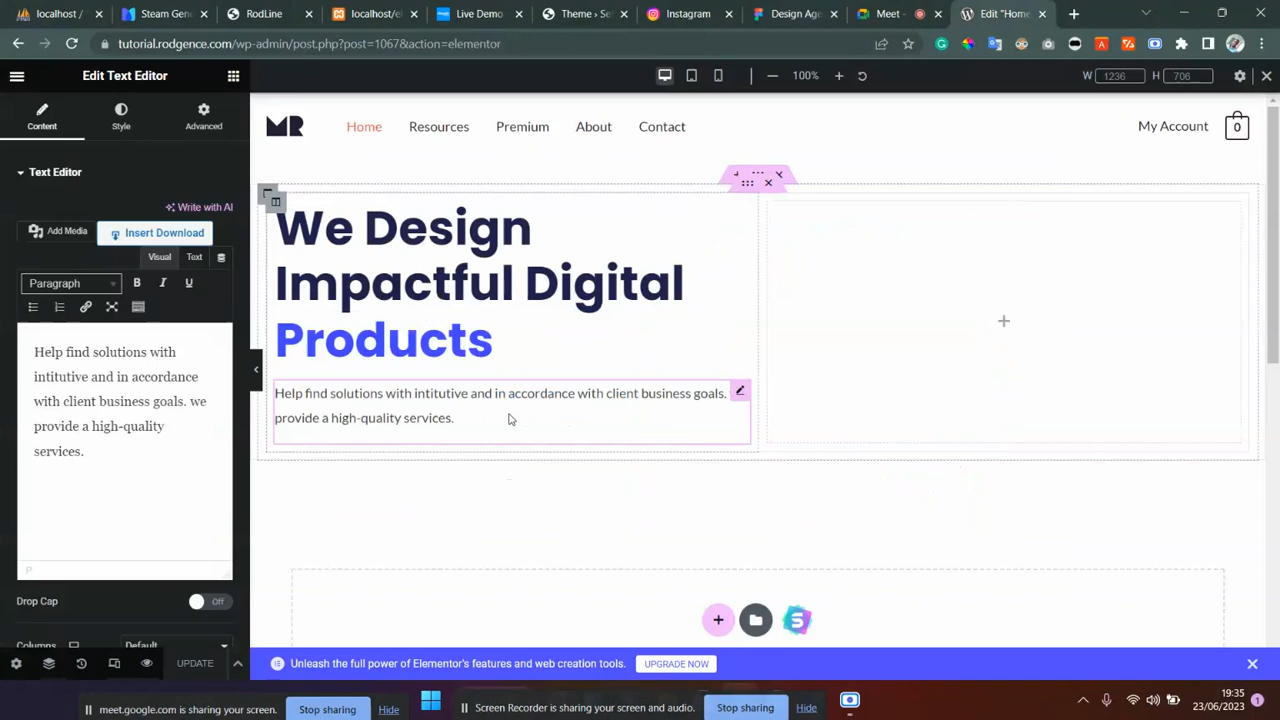 localhost/
Steam Gene
RodLine
localhost/el
Live Demo
Theme › Se
Instagram
Design Age
Meet -
Edit "Home
tutorial.rodgence.com/wp-admin/post.php?post=1067&action=elementor
Edit Text Editor
100%
W 1236 H 706
Content Style Advanced
MR Home Resources Premium About Contact My Account 0
Text Editor
Write with AI
Add Media Insert Download
Visual Text
Paragraph B I U
Help find solutions with
intitutive and in accordance
with client business goals. we
provide a high-quality
services.
P
Drop Cap Off
Columns Default
UPDATE
We Design
Impactful Digital
Products
Help find solutions with intitutive and in accordance with client business goals.
provide a high-quality services.
Unleash the full power of Elementor's features and web creation tools. UPGRADE NOW
meet.google.com is sharing your screen. Stop sharing Hide
Screen Recorder is sharing your screen and audio. Stop sharing Hide
19:35
23/06/2023
1